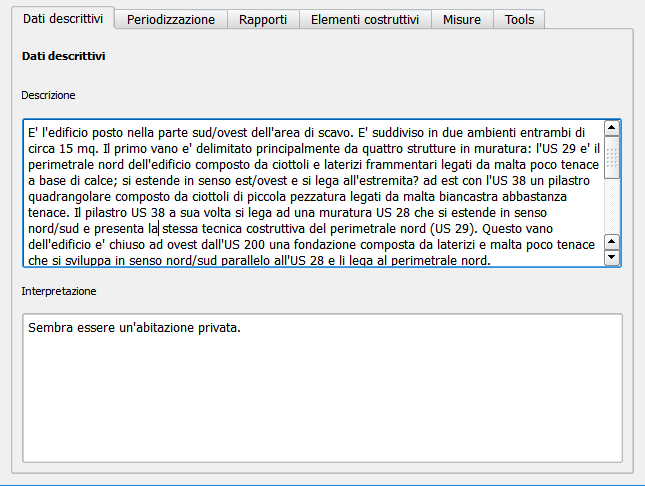 Dati descrittivi Periodizzazione Rapporti Elementi costruttivi Misure Tools
Dati descrittivi
Descrizione
E' l'edificio posto nella parte sud/ovest dell'area di scavo. E' suddiviso in due ambienti entrambi di
circa 15 mq. Il primo vano e' delimitato principalmente da quattro strutture in muratura: l'US 29 e' il
perimetrale nord dell'edificio composto da ciottoli e laterizi frammentari legati da malta poco tenace
a base di calce; si estende in senso est/ovest e si lega all'estremita? ad est con l'US 38 un pilastro
quadrangolare composto da ciottoli di piccola pezzatura legati da malta biancastra abbastanza
tenace. Il pilastro US 38 a sua volta si lega ad una muratura US 28 che si estende in senso
nord/sud e presenta la stessa tecnica costruttiva del perimetrale nord (US 29). Questo vano
dell'edificio e' chiuso ad ovest dall'US 200 una fondazione composta da laterizi e malta poco tenace
che si sviluppa in senso nord/sud parallelo all'US 28 e li lega al perimetrale nord.
Interpretazione
Sembra essere un'abitazione privata.